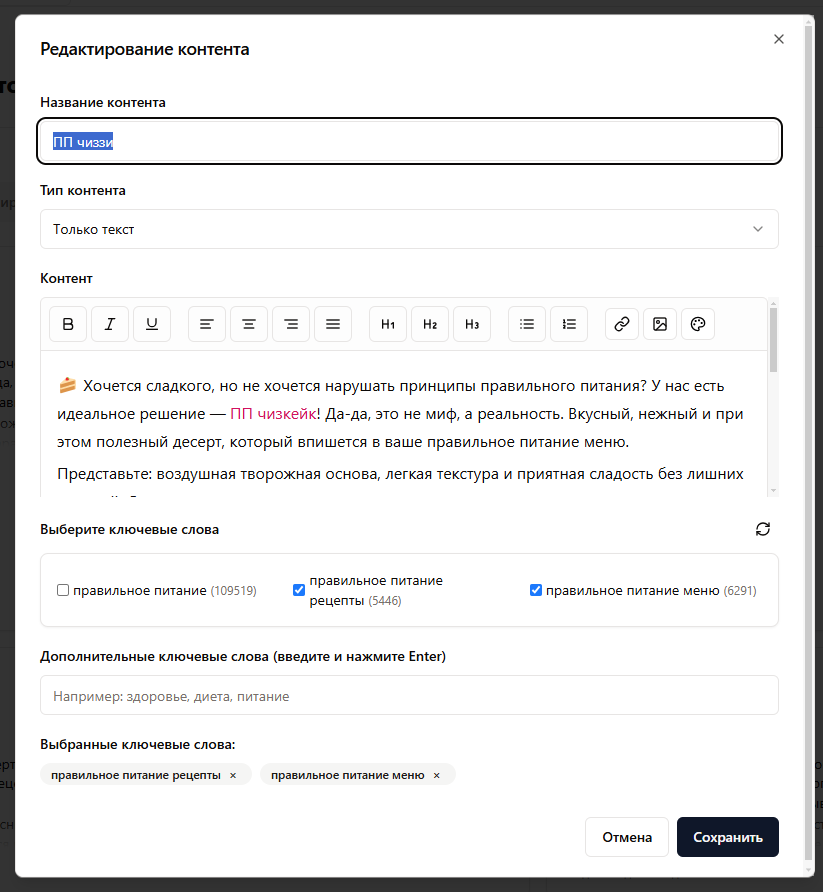 Редактирование контента
Название контента
ПП чиззи
Тип контента
Только текст
Контент
B I U H1 H2 H3
Хочется сладкого, но не хочется нарушать принципы правильного питания? У нас есть
идеальное решение — ПП чизкейк! Да-да, это не миф, а реальность. Вкусный, нежный и при
этом полезный десерт, который впишется в ваше правильное питание меню.
Представьте: воздушная творожная основа, легкая текстура и приятная сладость без лишних
Выберите ключевые слова
правильное питание (109519)
правильное питание
рецепты (5446)
правильное питание меню (6291)
Дополнительные ключевые слова (введите и нажмите Enter)
Например: здоровье, диета, питание
Выбранные ключевые слова:
правильное питание рецепты × правильное питание меню ×
Отмена Сохранить